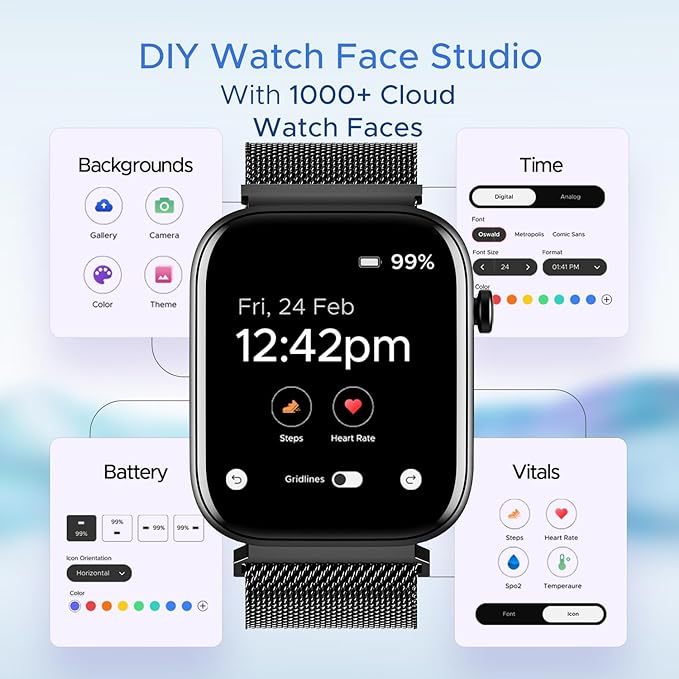 DIY Watch Face Studio
With 1000+ Cloud
Watch Faces
Backgrounds
Gallery
Camera
Color
Theme
Time
Digital
Analog
Font
Oswald
Metropolis
Comic Sans
Font Size
Format
24
01:41 PM
Color
99%
Fri, 24 Feb
12:42pm
Steps
Heart Rate
Gridlines
Battery
99%
99%
99%
99%
Icon Orientation
Horizontal
Color
Vitals
Steps
Heart Rate
Spo2
Temperaure
Font
Icon